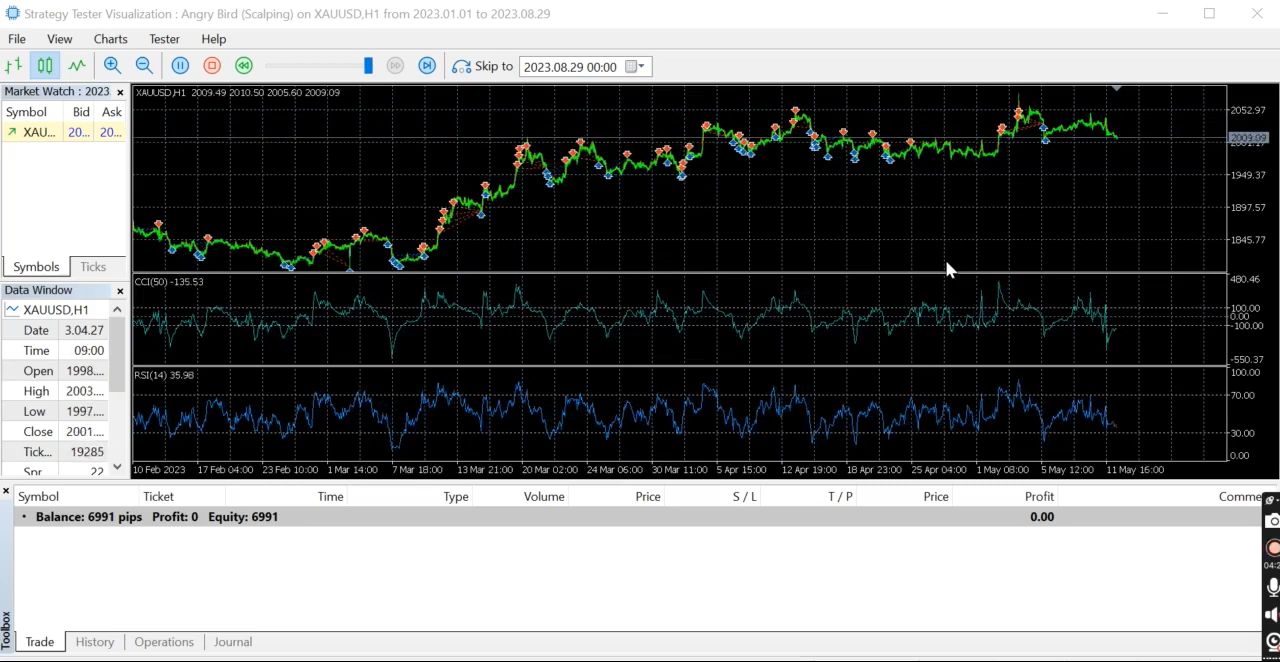 Strategy Tester Visualization : Angry Bird (Scalping) on XAUUSD,H1 from 2023.01.01 to 2023.08.29
File View Charts Tester Help
Skip to 2023.08.29 00:00
Market Watch : 2023
Symbol Bid Ask
XAU... 20... 20...
Symbols Ticks
Data Window
XAUUSD,H1
Date 3.04.27
Time 09:00
Open 1998....
High 2003....
Low 1997....
Close 2001....
Tick... 19285
Spr 22
XAUUSD,H1 2009.49 2010.50 2005.60 2009.09
2052.97
2009.09
1949.37
1897.57
1845.77
CCI(50) -135.53
480.46
100.00
0.00
-100.00
-550.37
RSI(14) 35.98
100.00
70.00
30.00
0.00
10 Feb 2023 17 Feb 04:00 23 Feb 10:00 1 Mar 14:00 7 Mar 18:00 13 Mar 21:00 20 Mar 02:00 24 Mar 06:00 30 Mar 11:00 5 Apr 15:00 12 Apr 19:00 18 Apr 23:00 25 Apr 04:00 1 May 08:00 5 May 12:00 11 May 16:00
Symbol Ticket Time Type Volume Price S / L T / P Price Profit Comme
• Balance: 6991 pips Profit: 0 Equity: 6991 0.00
Toolbox
Trade History Operations Journal